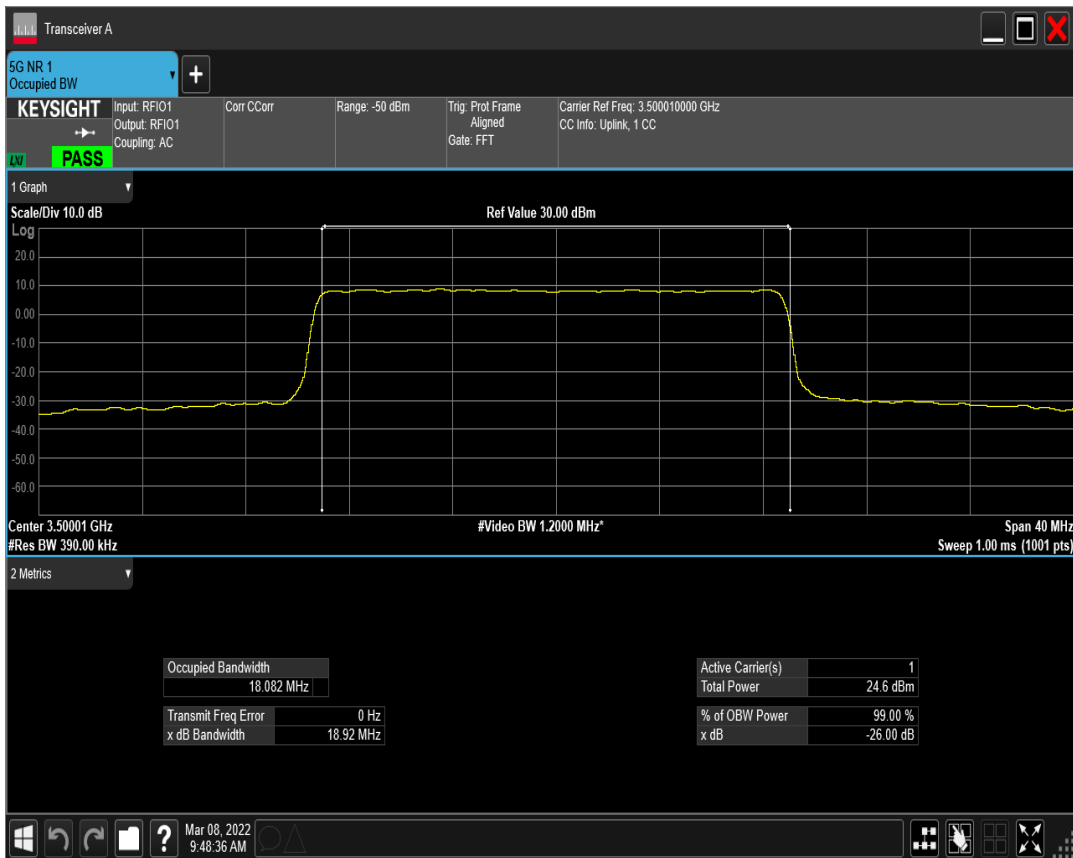 Transceiver A
5G NR 1
Occupied BW
+
KEYSIGHT
LXI
PASS
Input: RFIO1
Output: RFIO1
Coupling: AC
Corr CCorr
Range: -50 dBm
Trig: Prot Frame
Aligned
Gate: FFT
Carrier Ref Freq: 3.500010000 GHz
CC Info: Uplink, 1 CC
1 Graph
Scale/Div 10.0 dB
Ref Value 30.00 dBm
Log
20.0
10.0
0.00
-10.0
-20.0
-30.0
-40.0
-50.0
-60.0
Center 3.50001 GHz
#Video BW 1.2000 MHz*
Span 40 MHz
#Res BW 390.00 kHz
Sweep 1.00 ms (1001 pts)
2 Metrics
Occupied Bandwidth
18.082 MHz
Transmit Freq Error 0 Hz
x dB Bandwidth 18.92 MHz
Active Carrier(s) 1
Total Power 24.6 dBm
% of OBW Power 99.00 %
x dB -26.00 dB
?
Mar 08, 2022
9:48:36 AM